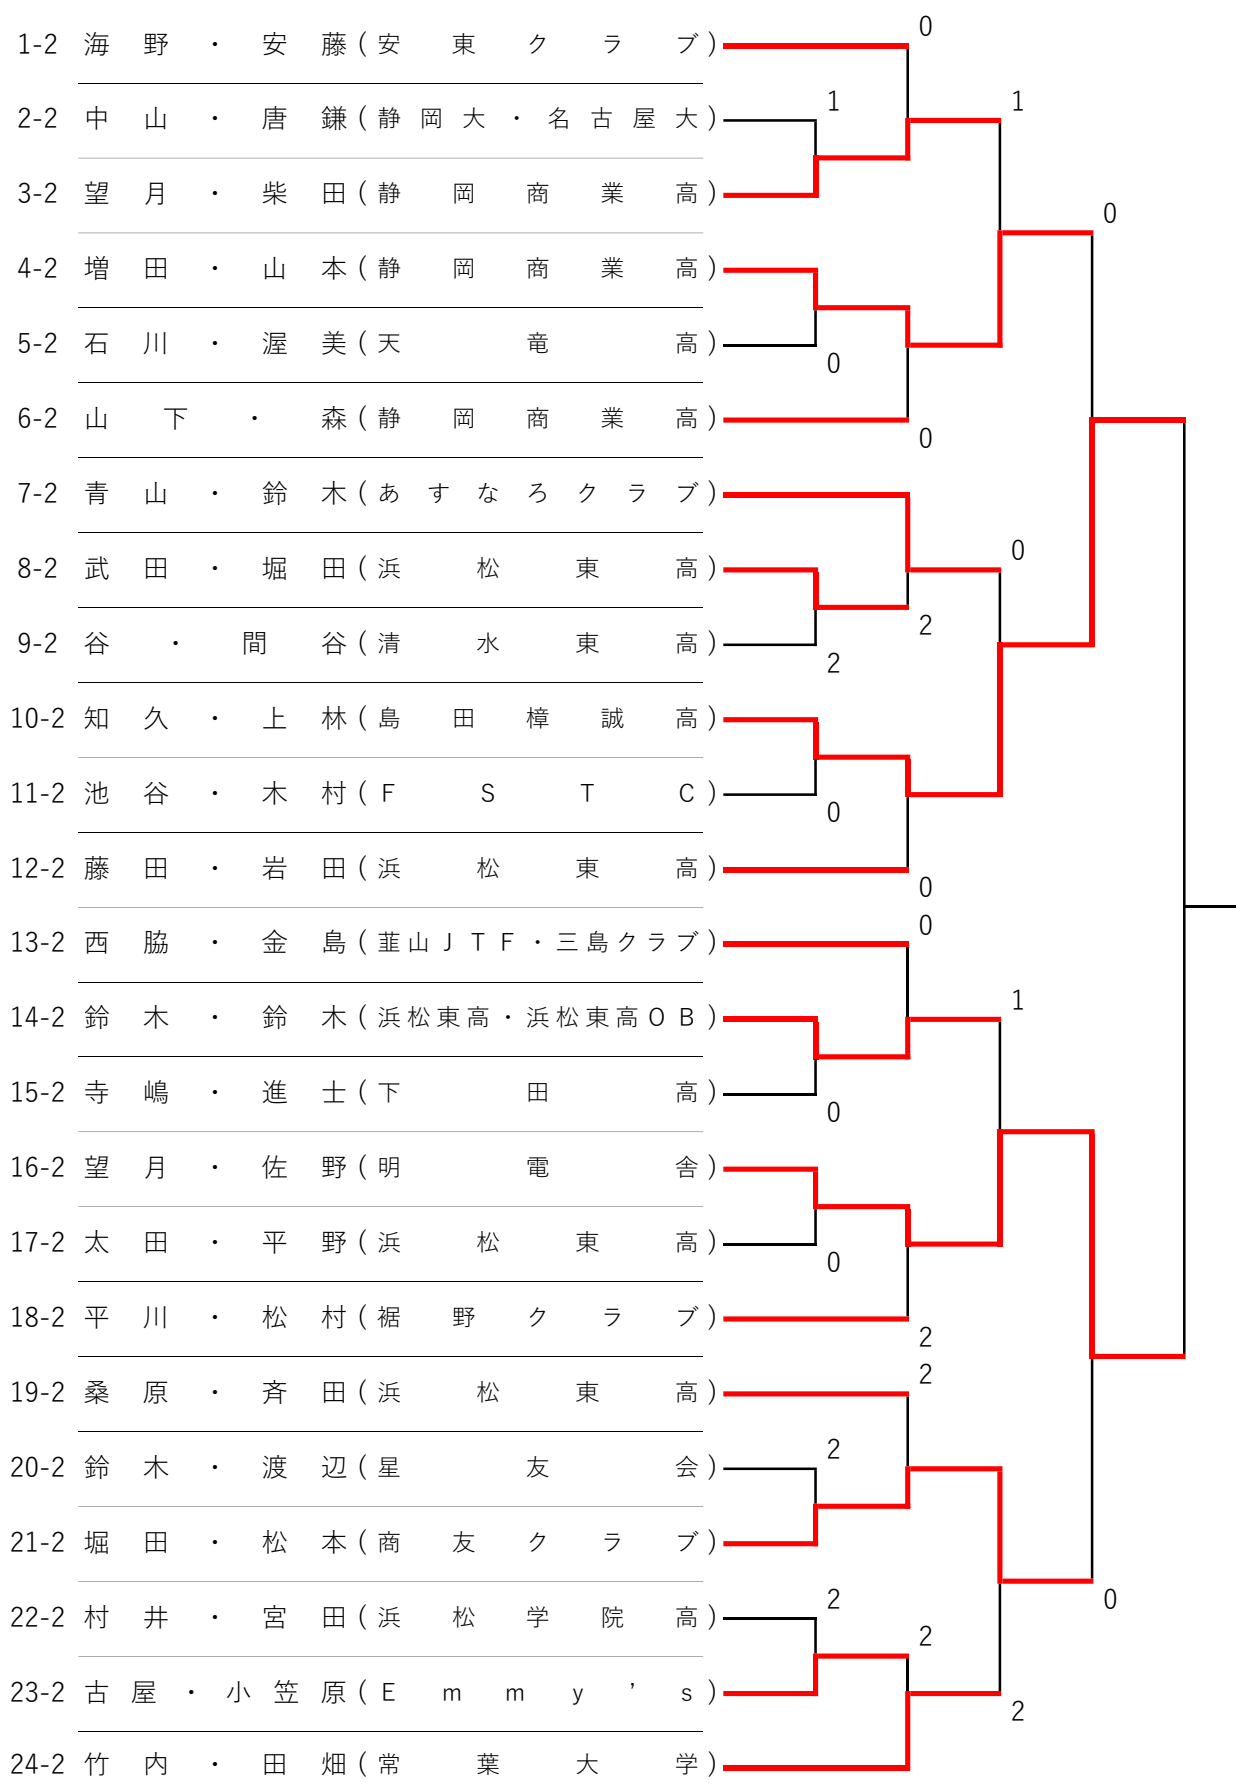 0
1-2 海野・安藤(安東クラブ)
1 1
2-2 中山・唐鎌(静岡大・名古屋大)
3-2 望月・柴田(静岡商業高)
0
4-2 増田・山本(静岡商業高)
5-2 石川・渥美(天竜高)
0
6-2 山下・森(静岡商業高)
0
7-2 青山・鈴木(あすなろクラブ)
0
8-2 武田・堀田(浜松東高)
2
9-2 谷・間谷(清水東高)
2
10-2 知久・上林(島田樟誠高)
11-2 池谷・木村(FSTC)
0
12-2 藤田・岩田(浜松東高)
0
0
13-2 西脇・金島(韮山JTF・三島クラブ)
1
14-2 鈴木・鈴木(浜松東高・浜松東高OB)
15-2 寺嶋・進士(下田高)
0
16-2 望月・佐野(明電舎)
17-2 太田・平野(浜松東高)
0
18-2 平川・松村(裾野クラブ)
2
2
19-2 桑原・斉田(浜松東高)
2
20-2 鈴木・渡辺(星友会)
21-2 堀田・松本(商友クラブ)
2 0
22-2 村井・宮田(浜松学院高)
2
23-2 古屋・小笠原(Emmy’s)
2
24-2 竹内・田畑(常葉大学)